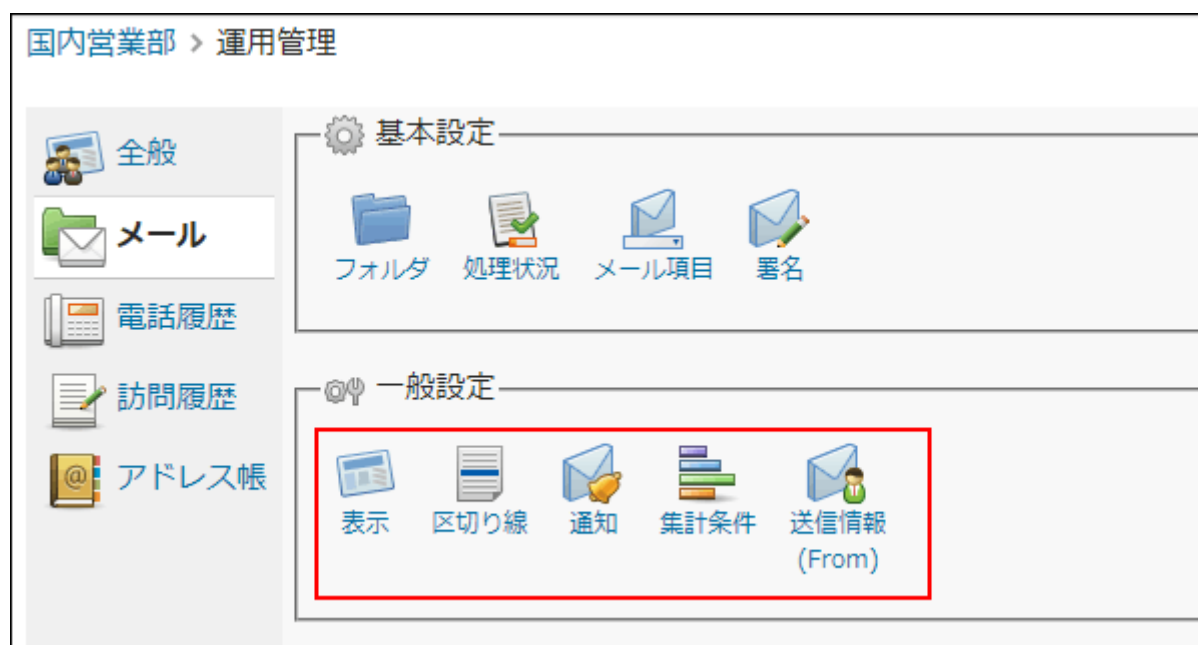 国内営業部 > 運用管理
全般
メール
電話履歴
訪問履歴
アドレス帳
基本設定
フォルダ 処理状況 メール項目 署名
一般設定
表示 区切り線 通知 集計条件 送信情報
(From)